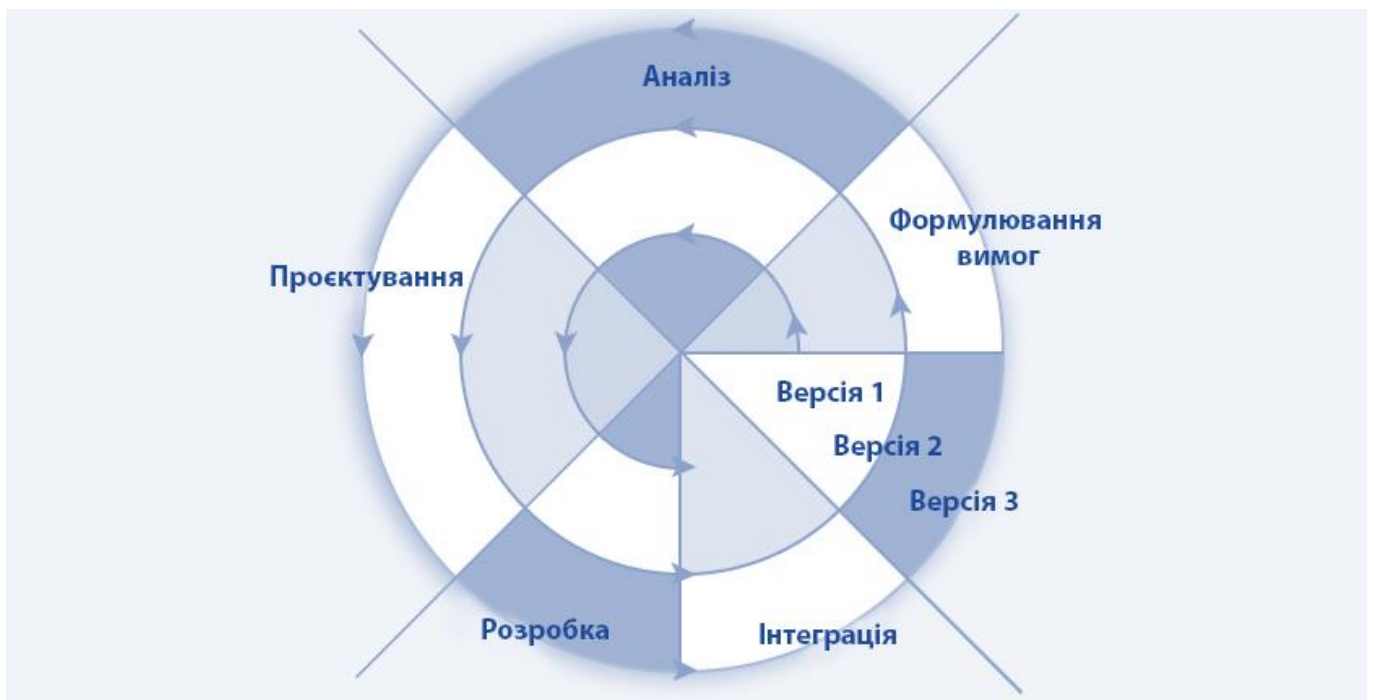 Аналіз
Формулювання
вимог
Проєктування
Версія 1
Версія 2
Версія 3
Розробка
Інтеграція